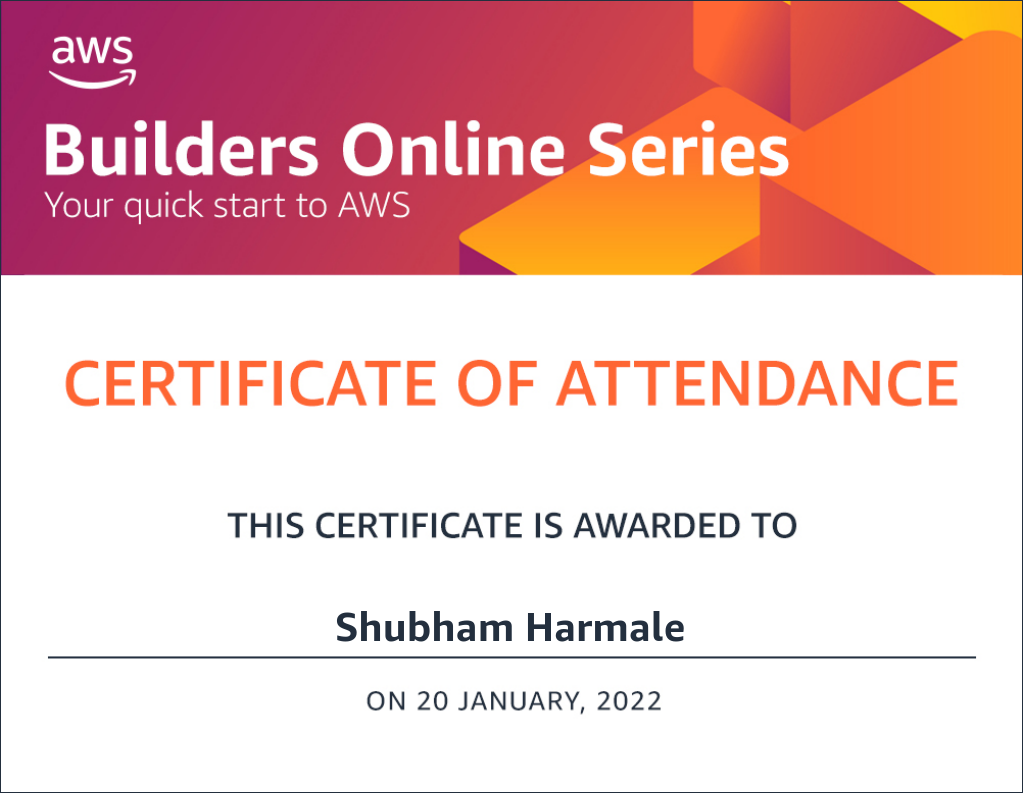 aws
Builders Online Series
Your quick start to AWS
CERTIFICATE OF ATTENDANCE
THIS CERTIFICATE IS AWARDED TO
Shubham Harmale
ON 20 JANUARY, 2022